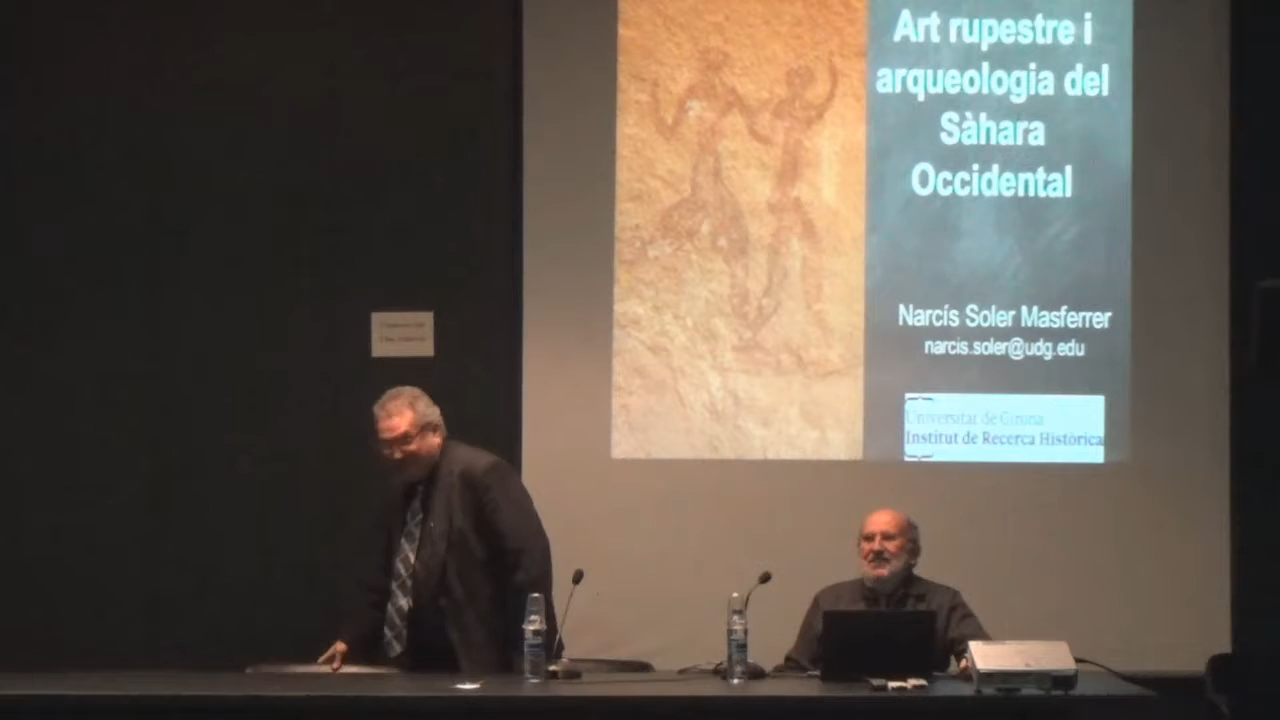 Art rupestre i
arqueologia del
Sàhara
Occidental
Narcís Soler Masferrer
narcis.soler@udg.edu
Universitat de Girona
Institut de Recerca Històrica